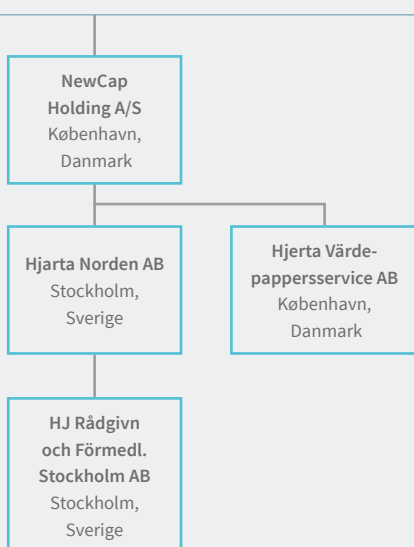 NewCap
Holding A/S
København,
Danmark
Hjarta Norden AB
Stockholm,
Sverige
Hjerta Värde-
pappersservice AB
København,
Danmark
HJ Rådgivn
och Förmedl.
Stockholm AB
Stockholm,
Sverige